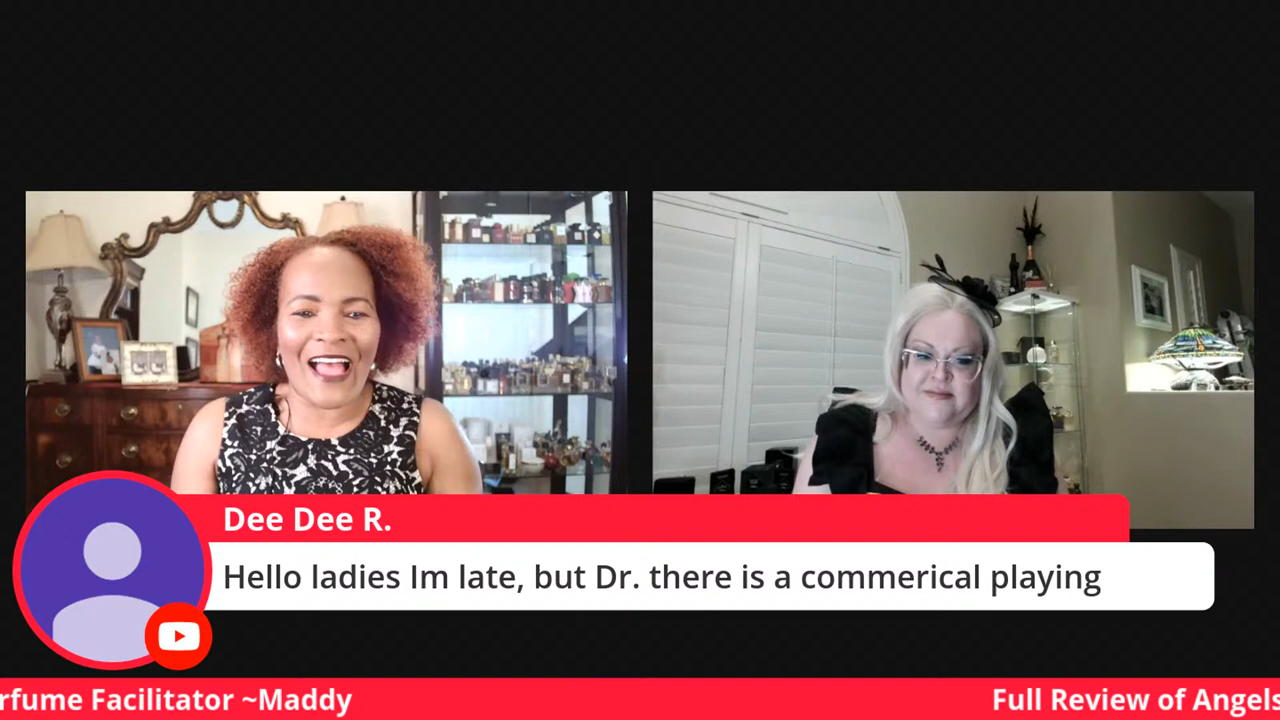 Dee Dee R.
Hello ladies Im late, but Dr. there is a commerical playing
rfume Facilitator ~Maddy
Full Review of Angels